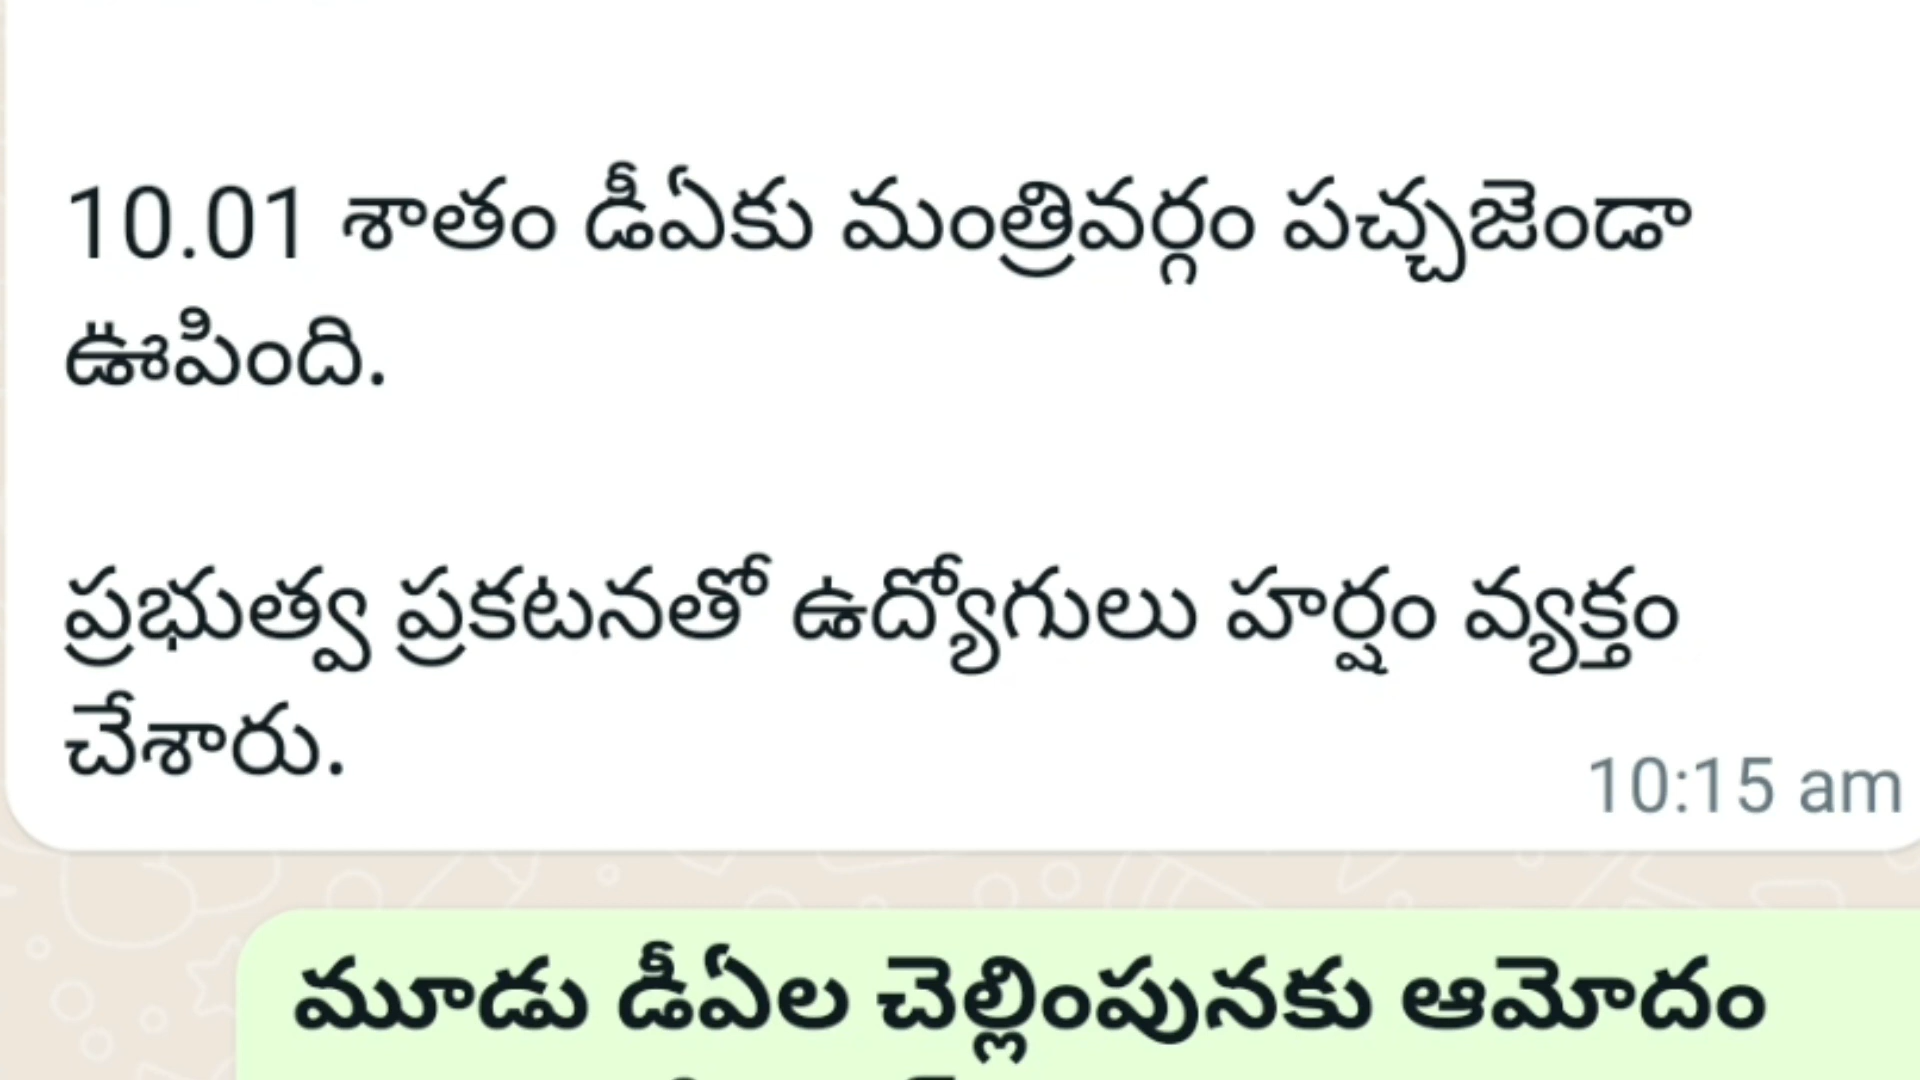 10.01 శాతం డీఏకు మంత్రివర్గం పచ్చజెండా
ఊపింది.
ప్రభుత్వ ప్రకటనతో ఉద్యోగులు హర్షం వ్యక్తం
చేశారు.
10:15 am
మూడు డీఏల చెల్లింపునకు ఆమోదం